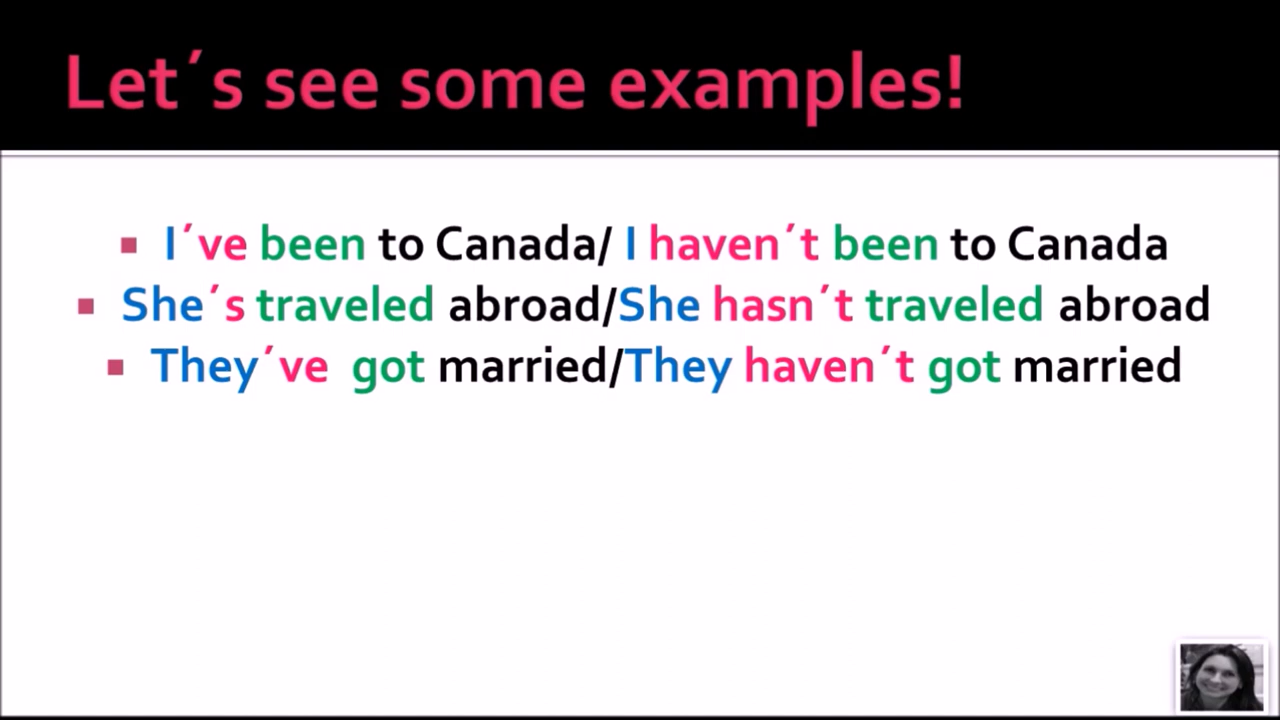 Let´s see some examples!
I´ve been to Canada/ I haven´t been to Canada
She´s traveled abroad/She hasn´t traveled abroad
They´ve  got married/They haven´t got married